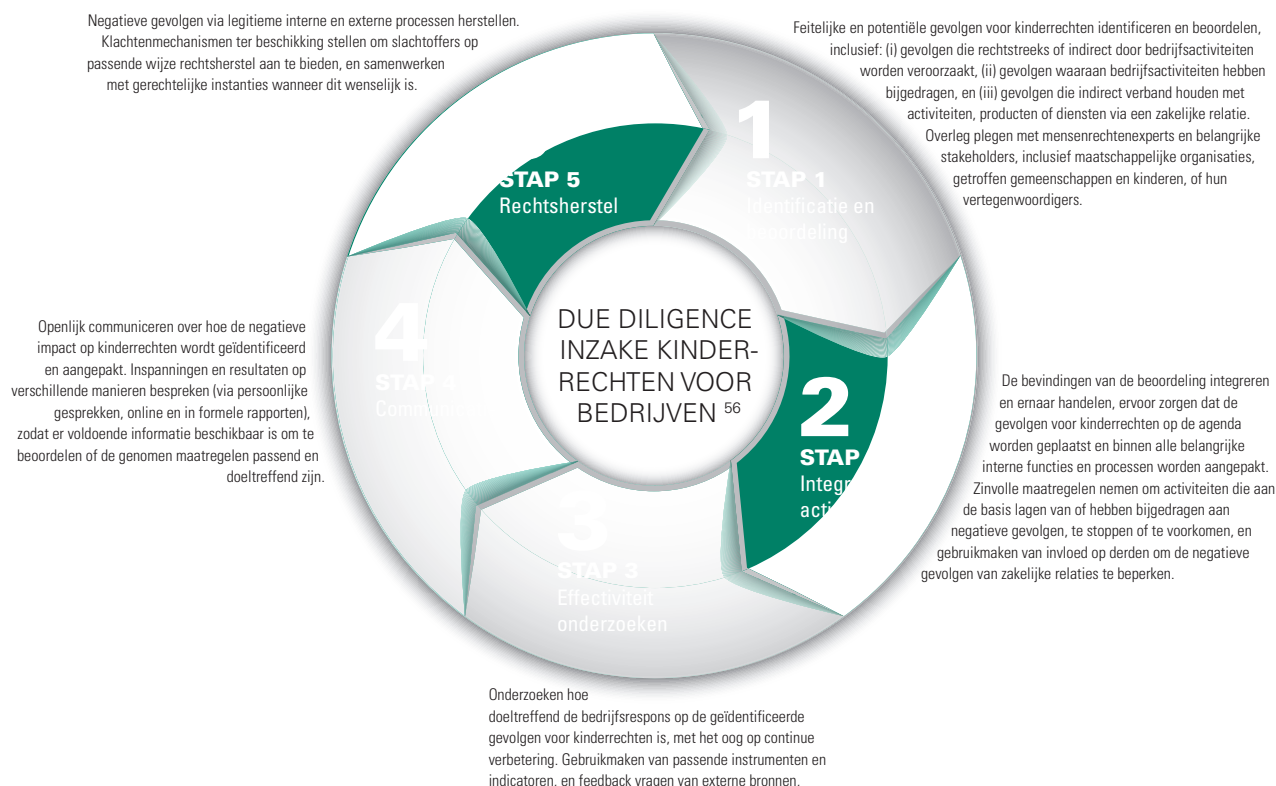 Negatieve gevolgen via legitieme interne en externe processen herstellen.
Klachtenmechanismen ter beschikking stellen om slachtoffers op
passende wijze rechtsherstel aan te bieden, en samenwerken
met gerechtelijke instanties wanneer dit wenselijk is.
Feitelijke en potentiële gevolgen voor kinderrechten identificeren en beoordelen,
inclusief: (i) gevolgen die rechtstreeks of indirect door bedrijfsactiviteiten
worden veroorzaakt, (ii) gevolgen waaraan bedrijfsactiviteiten hebben
bijgedragen, en (iii) gevolgen die indirect verband houden met
activiteiten, producten of diensten via een zakelijke relatie.
Overleg plegen met mensenrechtenexperts en belangrijke
stakeholders, inclusief maatschappelijke organisaties,
getroffen gemeenschappen en kinderen, of hun
vertegenwoordigers.
1
STAP 1
Identificatie en
beoordeling
STAP 5
Rechtsherstel
DUE DILIGENCE
INZAKE KINDER-
RECHTEN VOOR
BEDRIJVEN 56
4
STAP 4
Openlijk communiceren over hoe de negatieve
impact op kinderrechten wordt geïdentificeerd
en aangepakt. Inspanningen en resultaten op
verschillende manieren bespreken (via persoonlijke
gesprekken, online en in formele rapporten),
zodat er voldoende informatie beschikbaar is om te
beoordelen of de genomen maatregelen passend en
doeltreffend zijn.
2
STAP
De bevindingen van de beoordeling integreren
en ernaar handelen, ervoor zorgen dat de
gevolgen voor kinderrechten op de agenda
worden geplaatst en binnen alle belangrijke
interne functies en processen worden aangepakt.
Zinvolle maatregelen nemen om activiteiten die aan
de basis lagen van of hebben bijgedragen aan
negatieve gevolgen, te stoppen of te voorkomen, en
gebruikmaken van invloed op derden om de negatieve
gevolgen van zakelijke relaties te beperken.
3
STAP 3
Effectiviteit
onderzoeken
Onderzoeken hoe
doeltreffend de bedrijfsrespons op de geïdentificeerde
gevolgen voor kinderrechten is, met het oog op continue
verbetering. Gebruikmaken van passende instrumenten en
indicatoren, en feedback vragen van externe bronnen.